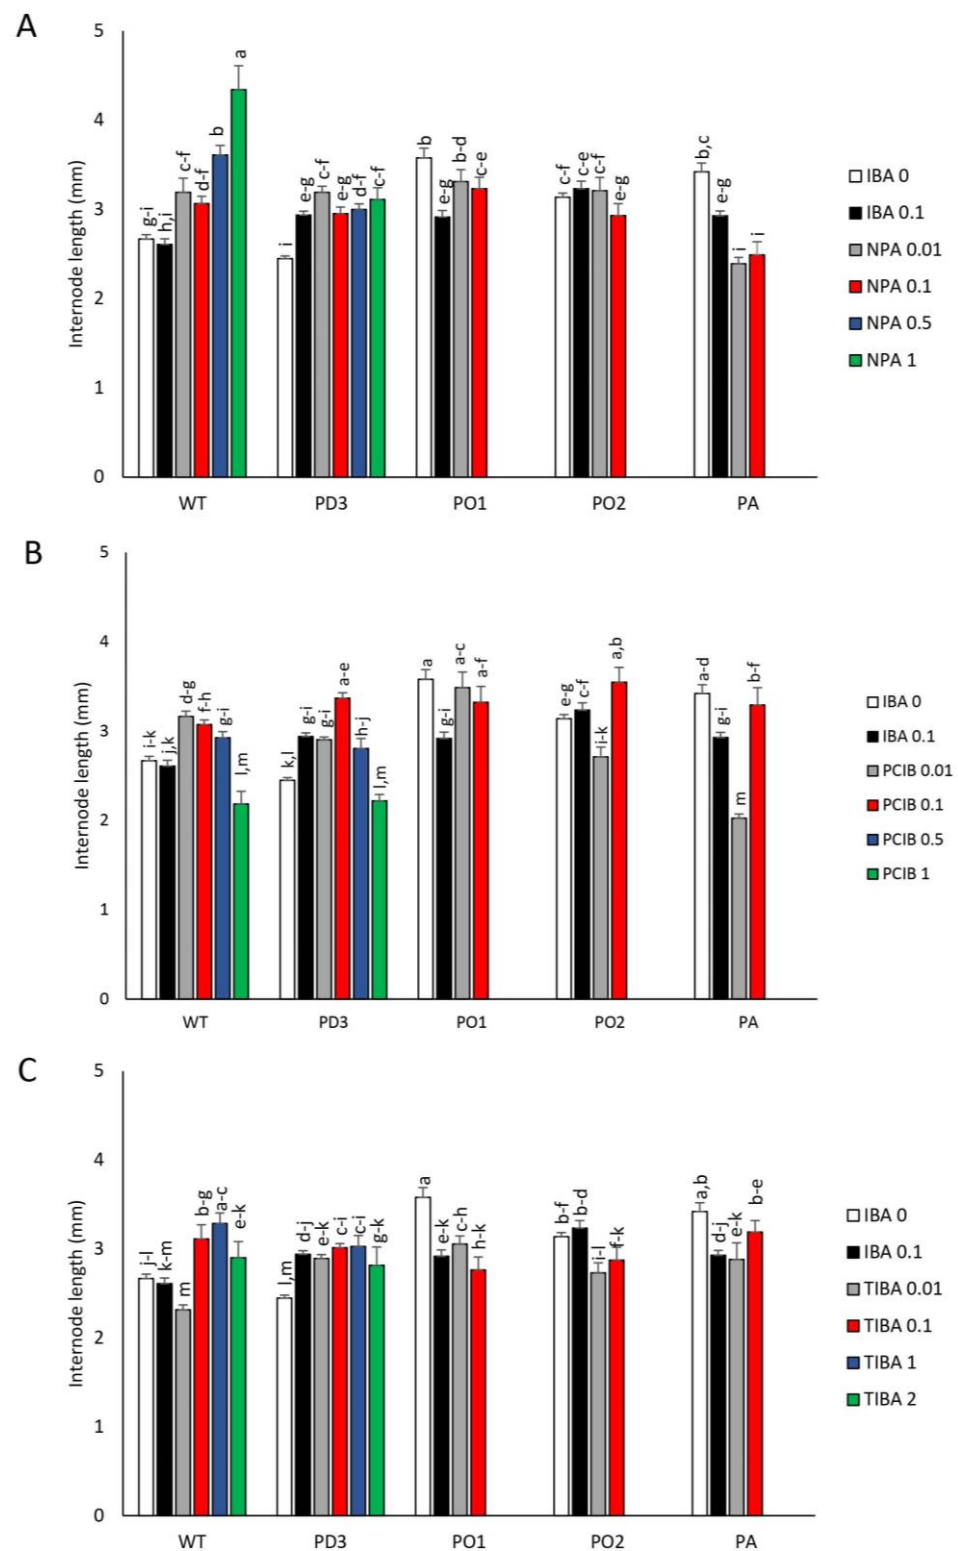 A
Internode length (mm)
5
4
3
2
1
0
g-i
h,i
c-f
d-f
b
a
i
e-g
c-f
e-g
d-f
c-f
b
e-g
b-d
c-e
c-f
c-e
c-f
e-g
b,c
e-g
i
i
WT
PD3
PO1
PO2
PA
IBA 0
IBA 0.1
NPA 0.01
NPA 0.1
NPA 0.5
NPA 1
B
Internode length (mm)
5
4
3
2
1
0
i-k
j,k
d-g
f-h
g-i
l,m
k,l
g-i
g-i
a-e
h-j
l,m
a
g-i
a-c
a-f
e-g
c-f
i-k
a,b
a-d
g-i
m
b-f
WT
PD3
PO1
PO2
PA
IBA 0
IBA 0.1
PCIB 0.01
PCIB 0.1
PCIB 0.5
PCIB 1
C
Internode length (mm)
5
4
3
2
1
0
j-l
k-m
m
b-g
a-c
e-k
l,m
d-j
e-k
c-i
c-i
g-k
a
e-k
c-h
h-k
b-f
b-d
i-l
f-k
a,b
d-j
e-k
b-e
WT
PD3
PO1
PO2
PA
IBA 0
IBA 0.1
TIBA 0.01
TIBA 0.1
TIBA 1
TIBA 2